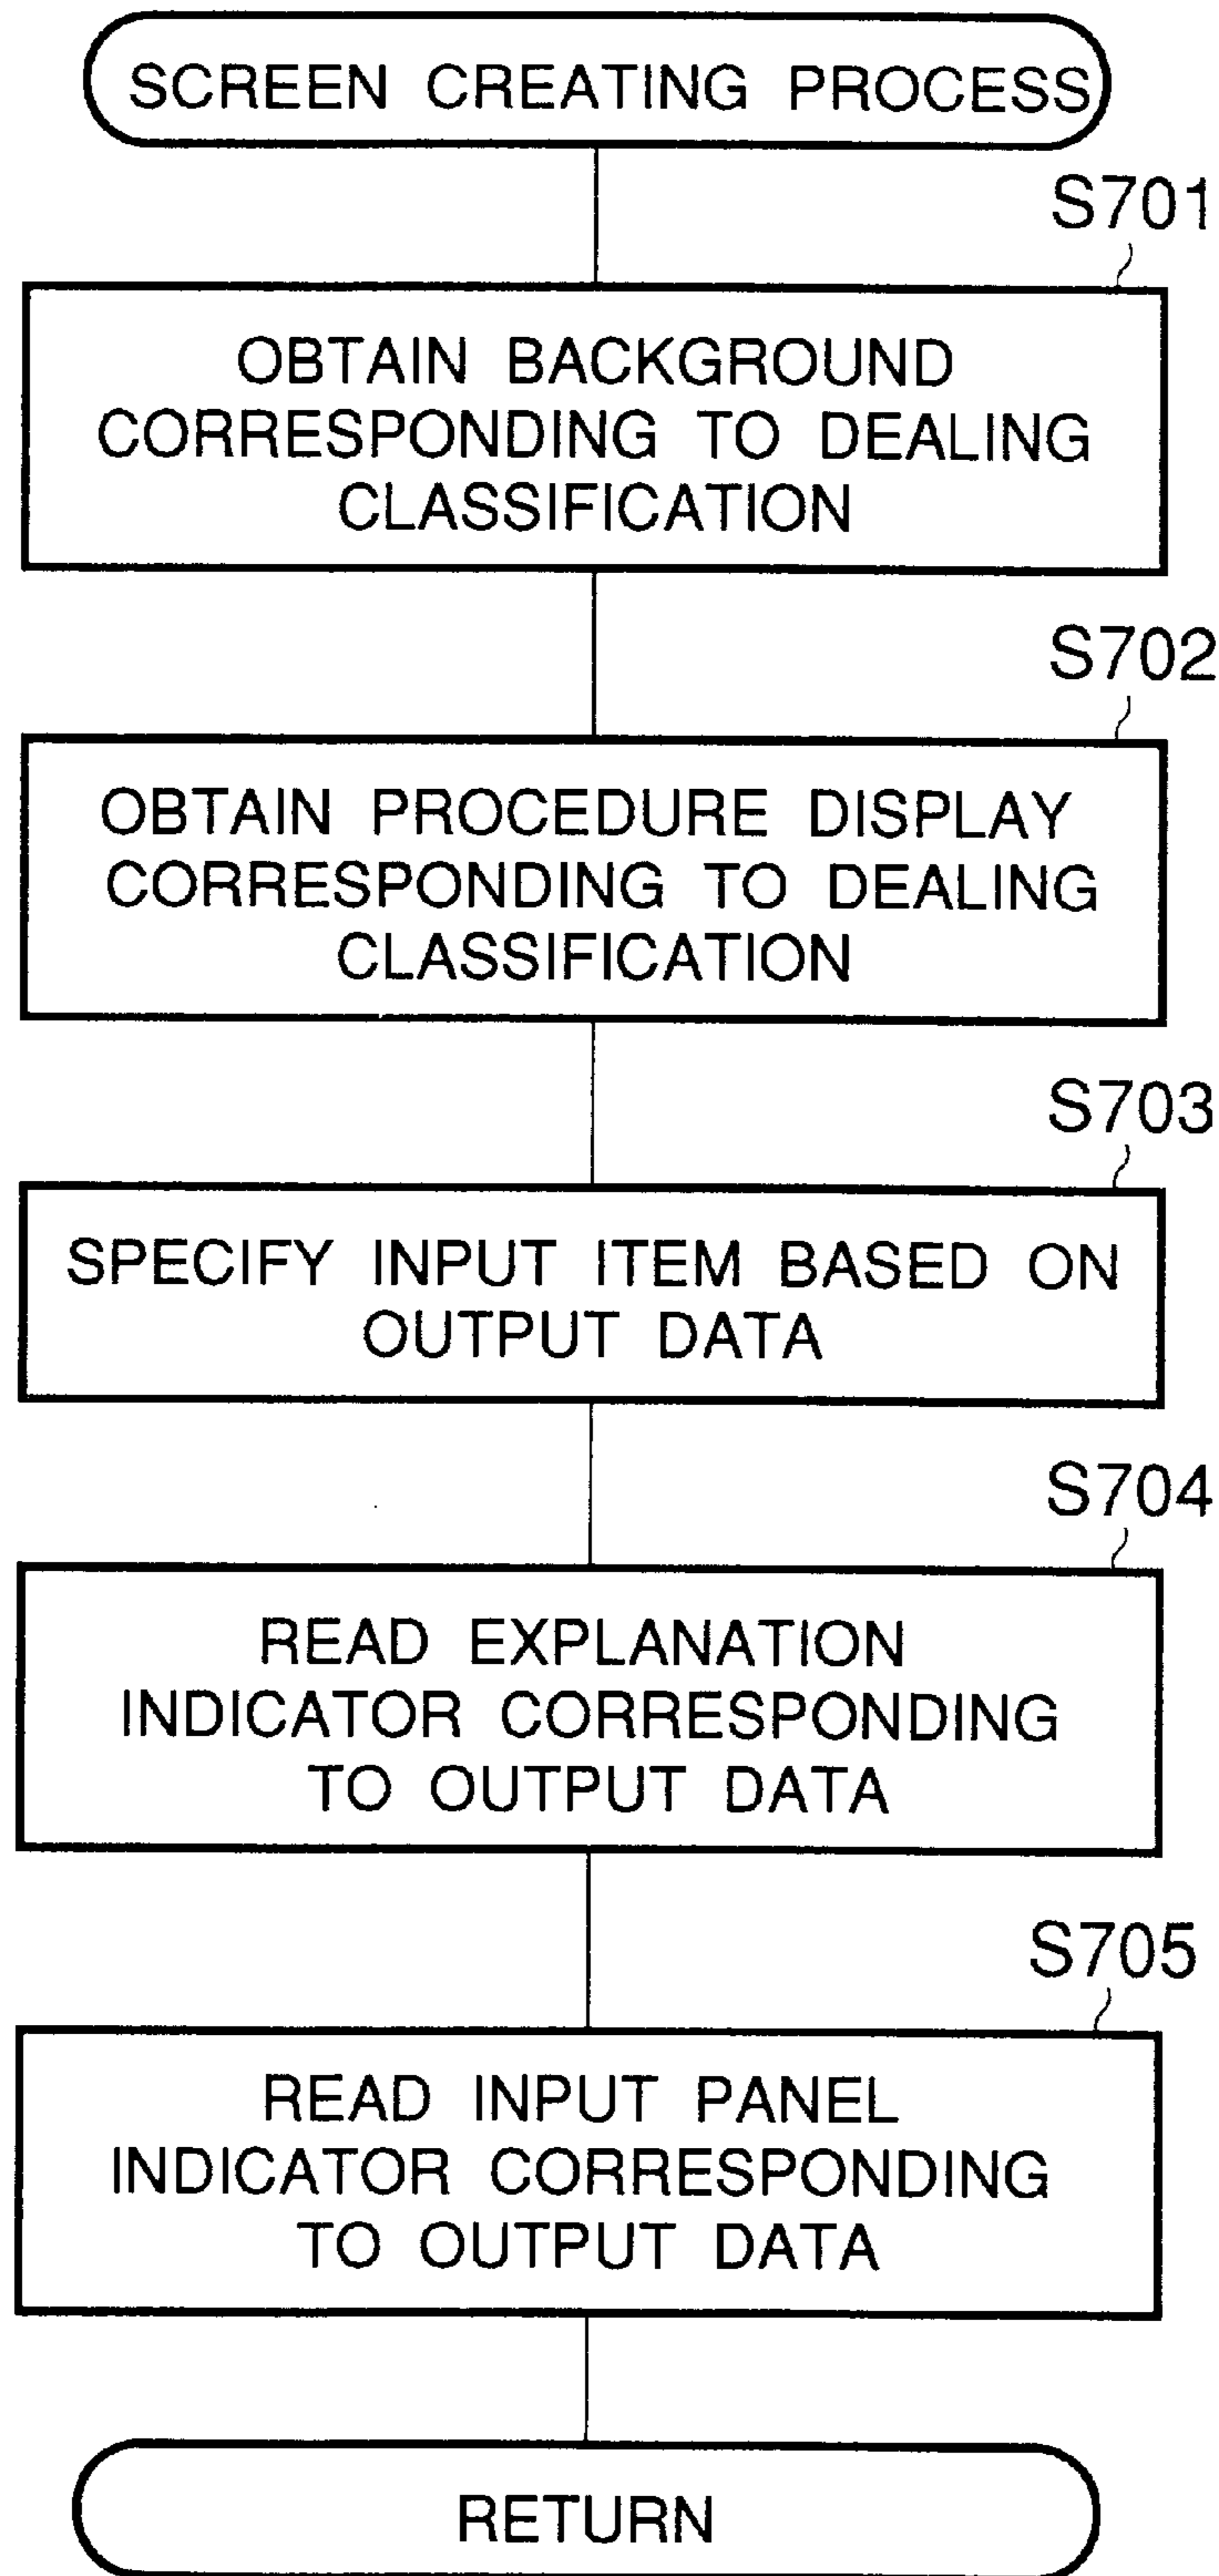 SCREEN CREATING PROCESS
S701
OBTAIN BACKGROUND
CORRESPONDING TO DEALING
CLASSIFICATION
S702
OBTAIN PROCEDURE DISPLAY
CORRESPONDING TO DEALING
CLASSIFICATION
S703
SPECIFY INPUT ITEM BASED ON
OUTPUT DATA
S704
READ EXPLANATION
INDICATOR CORRESPONDING
TO OUTPUT DATA
S705
READ INPUT PANEL
INDICATOR CORRESPONDING
TO OUTPUT DATA
RETURN